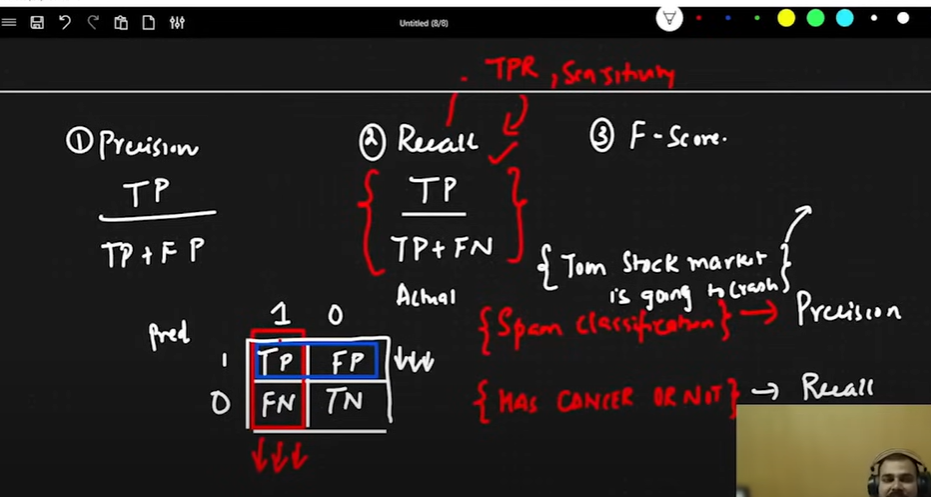 Untitled (8/8)
TPR, Sensitivity
① Precision
TP
TP + FP
② Recall
TP
TP + FN
③ F-Score.
{ Tom Stock market
is going to Crash }
{ Spam classification } → Precision
{ HAS CANCER OR NOT } → Recall
Actual
1 0
Pred
1 TP FP
0 FN TN